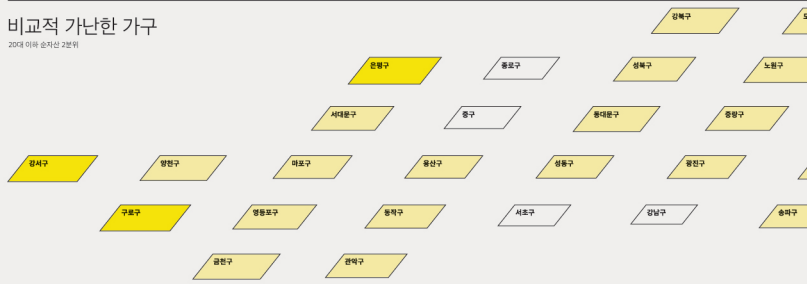 비교적 가난한 가구
20대 이하 순자산 2분위
강북구
은평구
종로구
성북구
노원구
서대문구
중구
동대문구
중랑구
강서구
양천구
마포구
용산구
성동구
광진구
구로구
영등포구
동작구
서초구
강남구
송파구
금천구
관악구